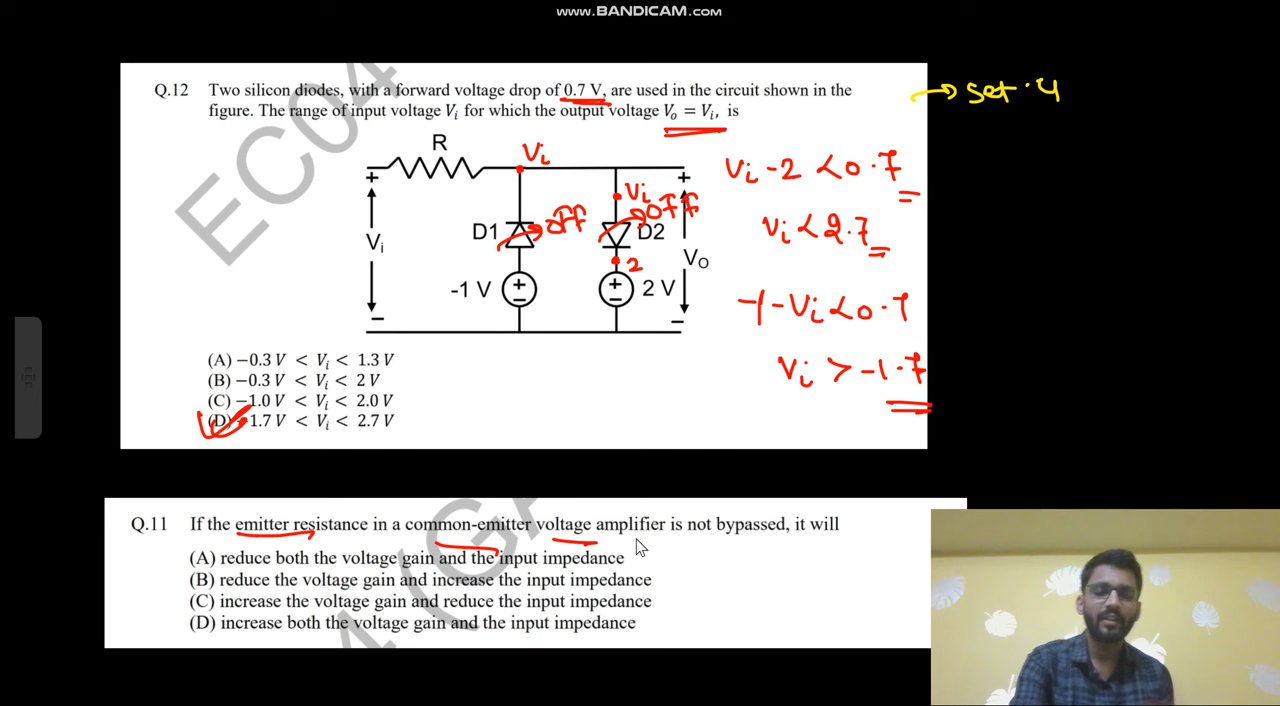 WWW.BANDICAM.COM
Q.12 Two silicon diodes, with a forward voltage drop of 0.7 V, are used in the circuit shown in the
figure. The range of input voltage Vi for which the output voltage Vo = Vi, is
→ set·4
R
Vi
Vi - 2 < 0.7
Vi
off
off
D1
D2
Vi < 2.7
Vi
Vo
2
-1 V
2 V
-1 - Vi < 0.7
Vi > -1.7
(A) −0.3 V < Vi < 1.3 V
(B) −0.3 V < Vi < 2 V
(C) −1.0 V < Vi < 2.0 V
(D) −1.7 V < Vi < 2.7 V
EC04
Q.11 If the emitter resistance in a common-emitter voltage amplifier is not bypassed, it will
(A) reduce both the voltage gain and the input impedance
(B) reduce the voltage gain and increase the input impedance
(C) increase the voltage gain and reduce the input impedance
(D) increase both the voltage gain and the input impedance